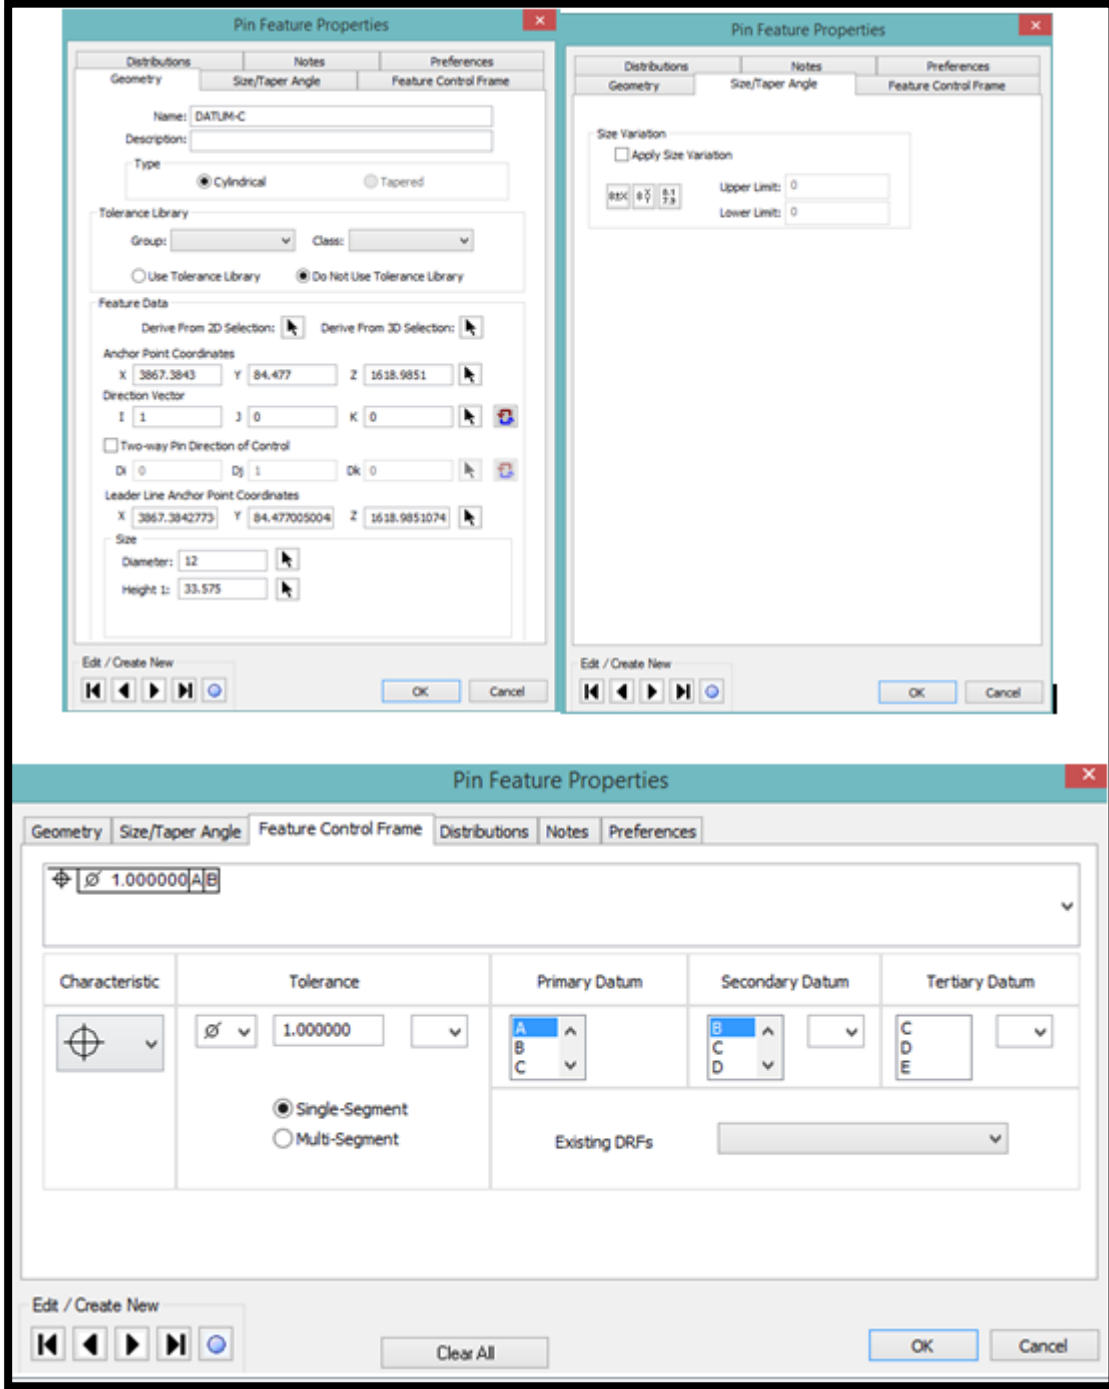 Pin Feature Properties
Distributions Notes Preferences
Geometry Size/Taper Angle Feature Control Frame
Name: DATUM-C
Description:
Type
Cylindrical Tapered
Tolerance Library
Group: Class:
Use Tolerance Library Do Not Use Tolerance Library
Feature Data
Derive From 2D Selection: Derive From 3D Selection:
Anchor Point Coordinates
X 3867.3843 Y 84.477 Z 1618.9851
Direction Vector
I 1 J 0 K 0
Two-way Pin Direction of Control
Di 0 Dj 1 Dk 0
Leader Line Anchor Point Coordinates
X 3867.3842773 Y 84.477005004 Z 1618.9851074
Size
Diameter: 12
Height 1: 33.575
Edit / Create New
OK Cancel
Pin Feature Properties
Distributions Notes Preferences
Geometry Size/Taper Angle Feature Control Frame
Size Variation
Apply Size Variation
Upper Limit: 0
Lower Limit: 0
Edit / Create New
OK Cancel
Pin Feature Properties
Geometry Size/Taper Angle Feature Control Frame Distributions Notes Preferences
⌖ Ø 1.000000 A B
Characteristic Tolerance Primary Datum Secondary Datum Tertiary Datum
⌖ Ø 1.000000 A B C
B C D
C D E
Single-Segment
Multi-Segment Existing DRFs
Edit / Create New
Clear All OK Cancel